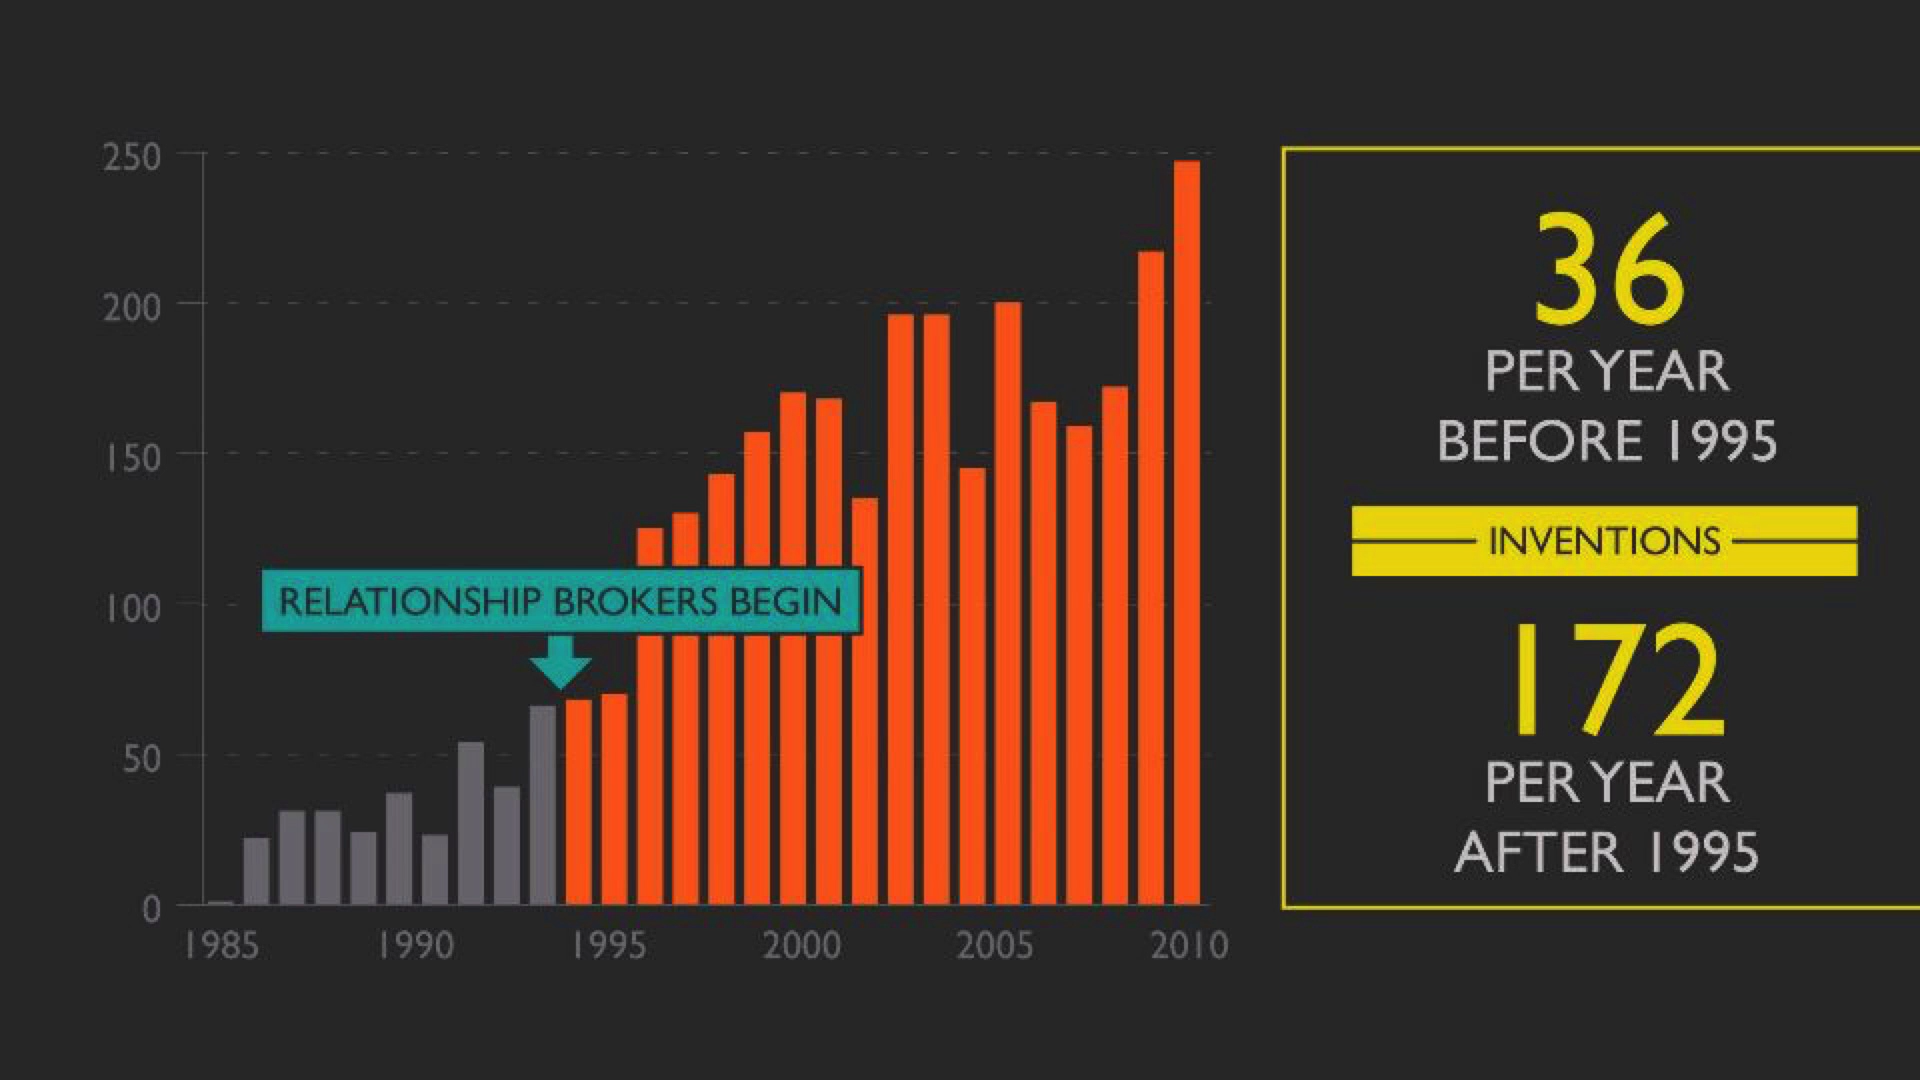 250
200
150
100
50
0
1985 1990 1995 2000 2005 2010
RELATIONSHIP BROKERS BEGIN
36
PER YEAR
BEFORE 1995
INVENTIONS
172
PER YEAR
AFTER 1995